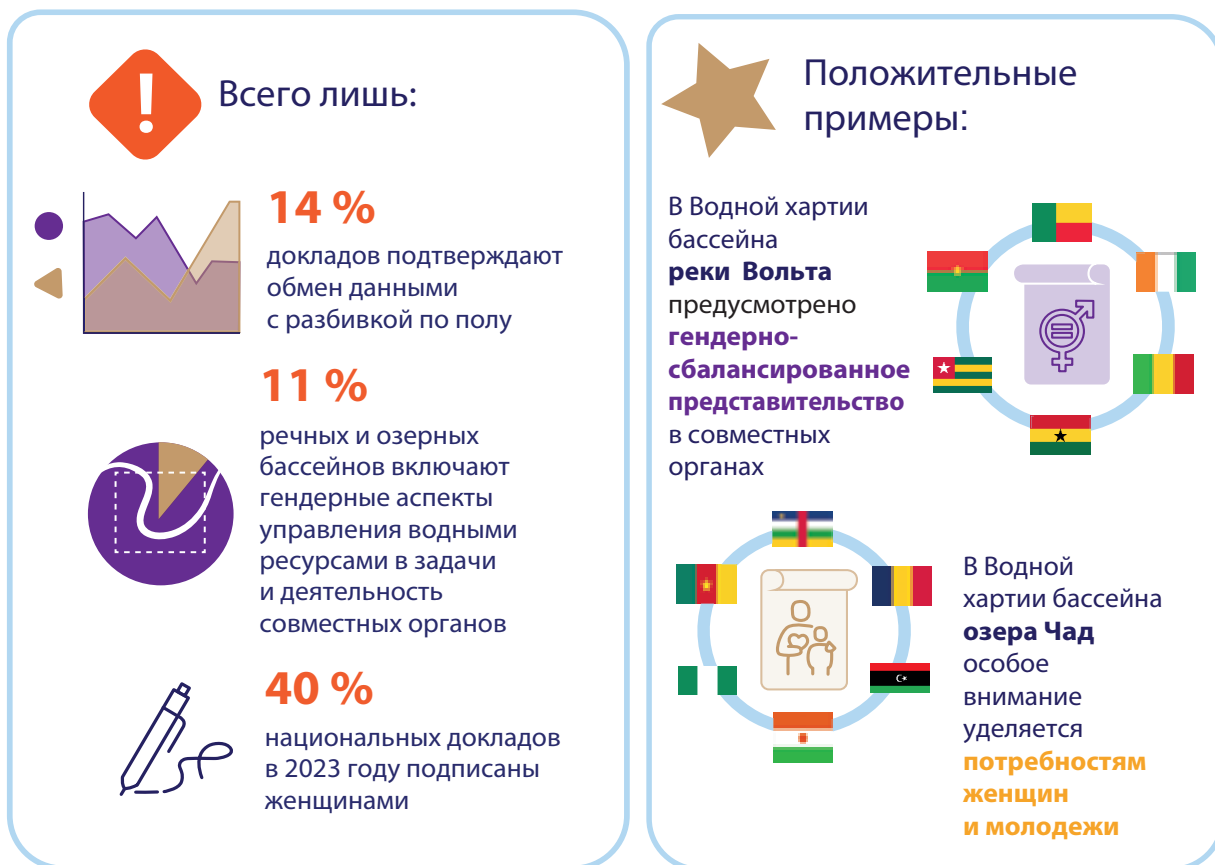 !
Всего лишь:
14 %
докладов подтверждают
обмен данными
с разбивкой по полу
11 %
речных и озерных
бассейнов включают
гендерные аспекты
управления водными
ресурсами в задачи
и деятельность
совместных органов
40 %
национальных докладов
в 2023 году подписаны
женщинами
Положительные
примеры:
В Водной хартии
бассейна
реки Вольта
предусмотрено
гендерно-
сбалансированное
представительство
в совместных
органах
В Водной
хартии бассейна
озера Чад
особое
внимание
уделяется
потребностям
женщин
и молодежи